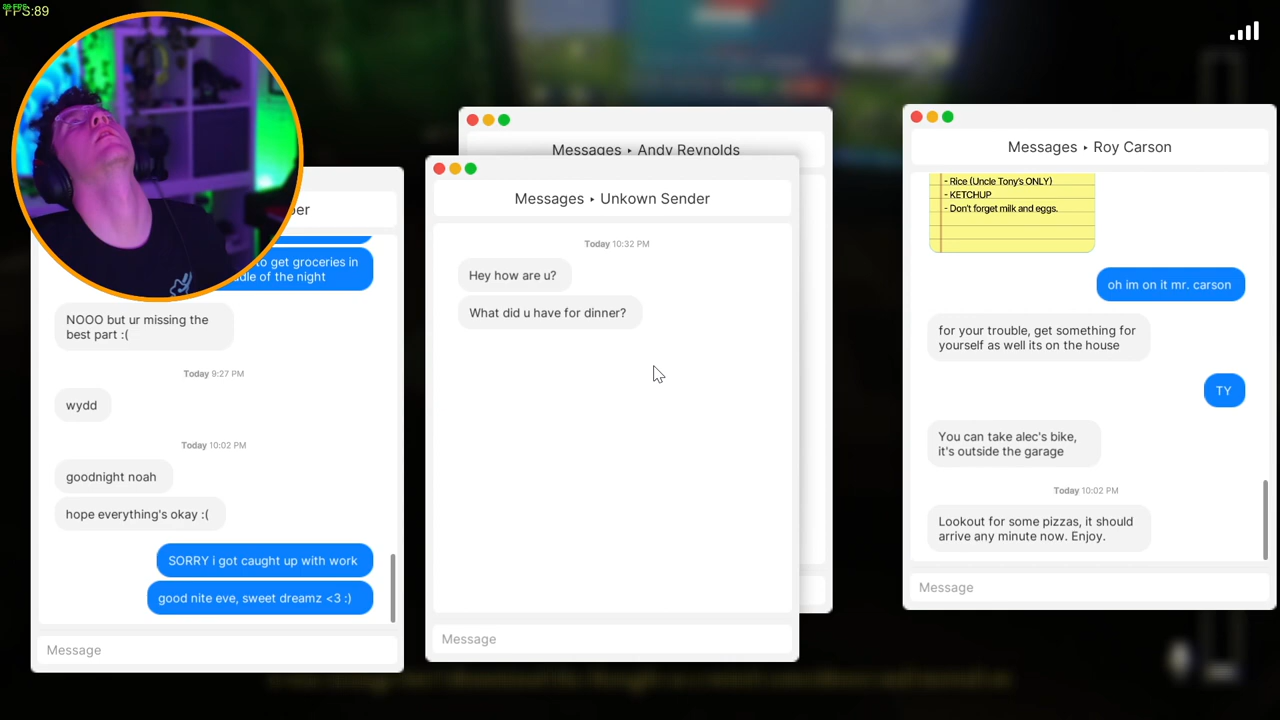 FPS:89
per
to get groceries in
ddle of the night
NOOO but ur missing the
best part :(
Today 9:27 PM
wydd
Today 10:02 PM
goodnight noah
hope everything's okay :(
SORRY i got caught up with work
good nite eve, sweet dreamz <3 :)
Message
Messages ▸ Andy Reynolds
Messages ▸ Unkown Sender
Today 10:32 PM
Hey how are u?
What did u have for dinner?
Message
Messages ▸ Roy Carson
- Rice (Uncle Tony's ONLY)
- KETCHUP
- Don't forget milk and eggs.
oh im on it mr. carson
for your trouble, get something for
yourself as well its on the house
TY
You can take alec's bike,
it's outside the garage
Today 10:02 PM
Lookout for some pizzas, it should
arrive any minute now. Enjoy.
Message